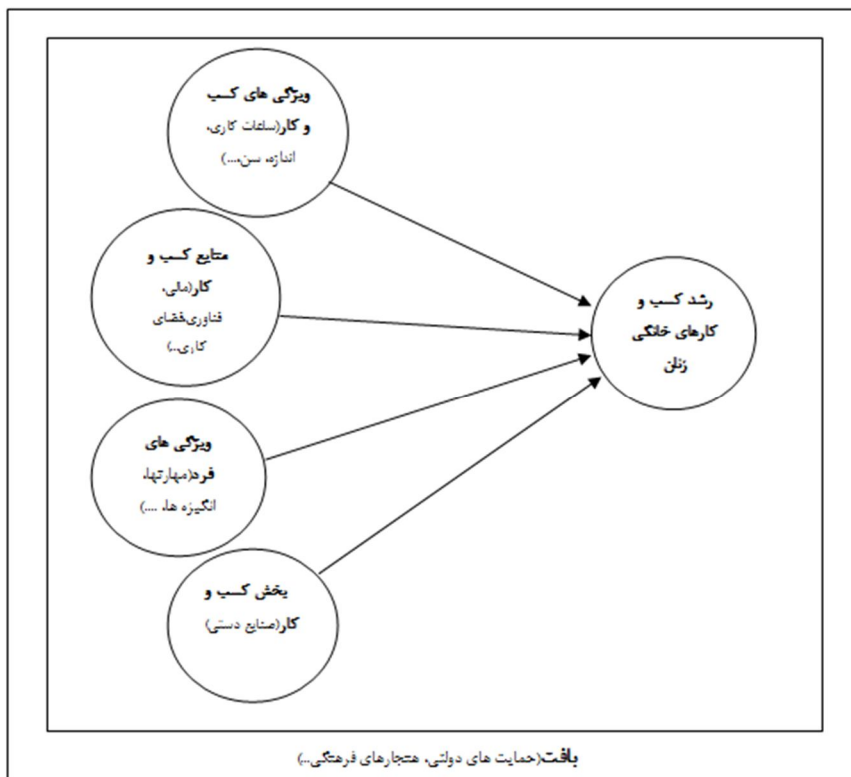 ویژگی های کسب
و کار(ساعات کاری،
اندازه، سن،...)
منابع کسب و
کار(مالی،
فناوری،فضای
کاری..)
رشد کسب و
کارهای خانگی
زنان
ویژگی های
فرد(مهارتها،
انگیزه ها، ....)
بخش کسب و
کار(صنایع دستی)
بافت(حمایت های دولتی، هنجارهای فرهنگی..)